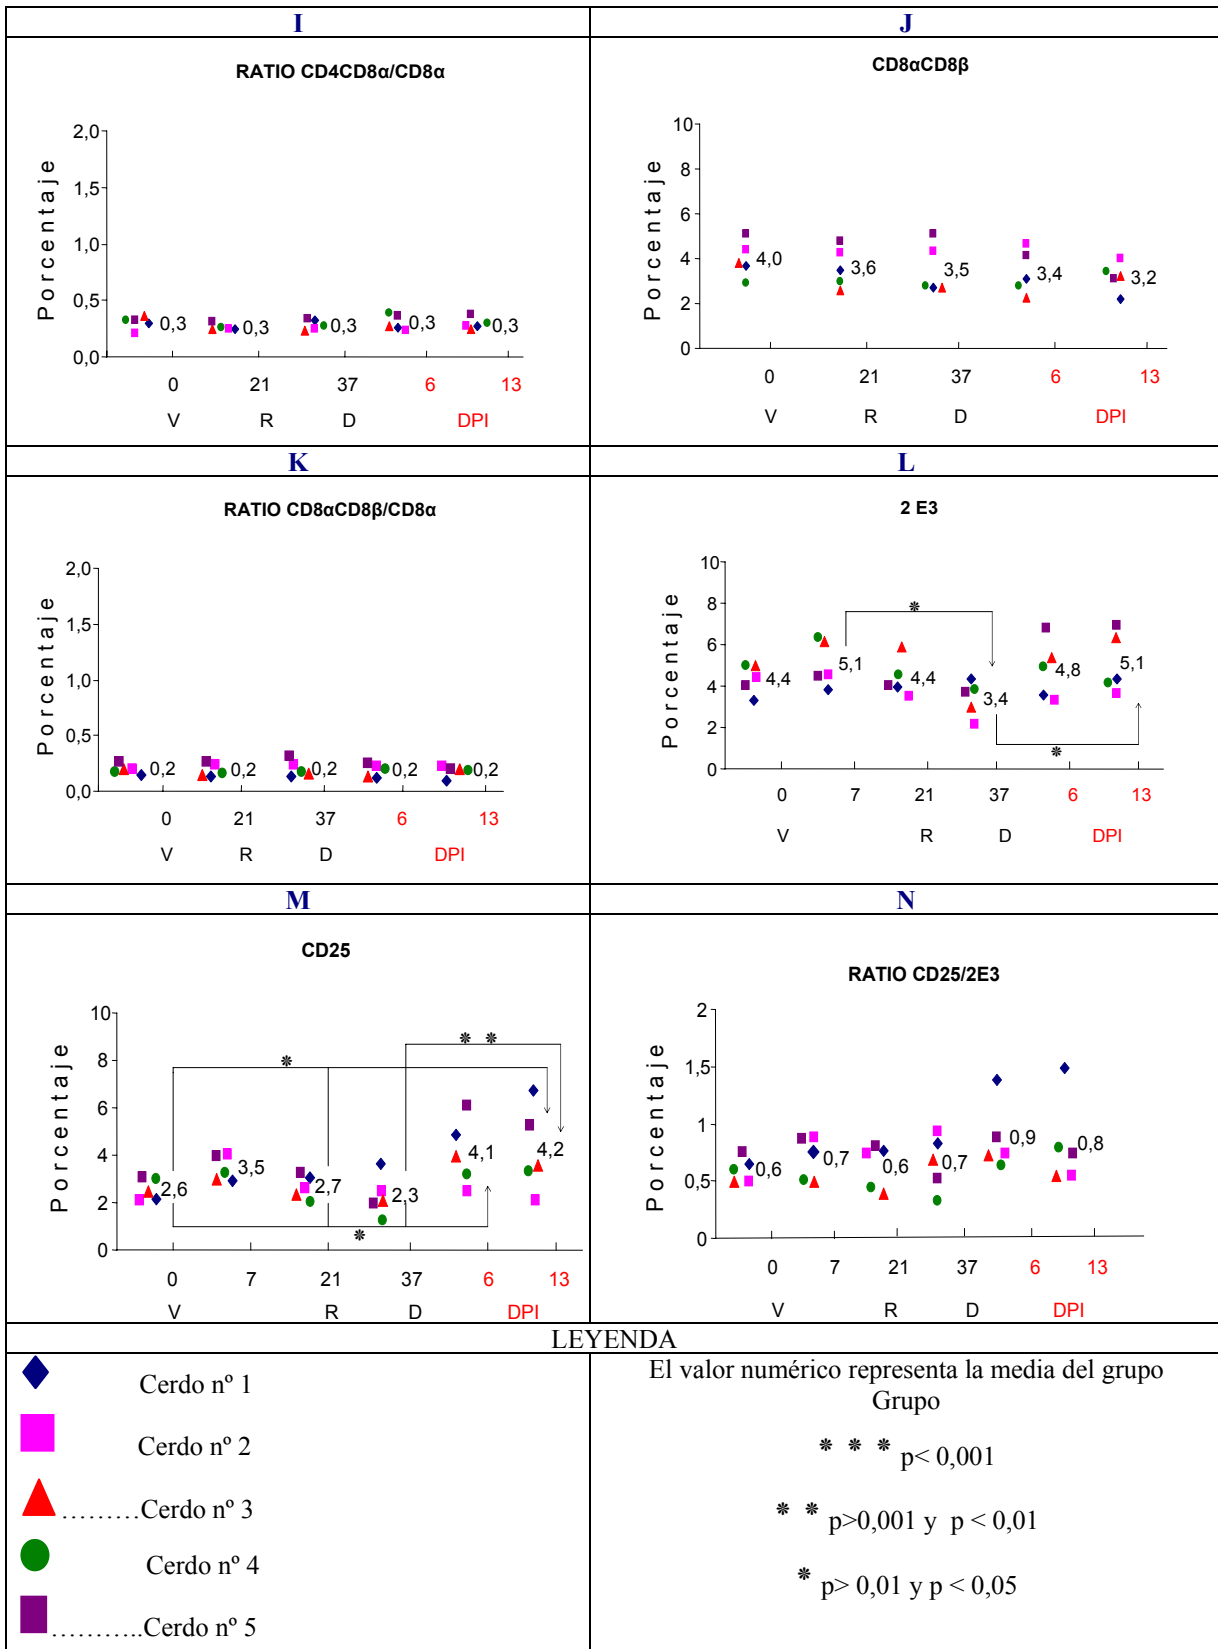 I
J
RATIO CD4CD8α/CD8α
Porcentaje
2,0
1,5
1,0
0,5
0,0
0,3
0,3
0,3
0,3
0,3
0 21 37 6 13
V R D DPI
CD8αCD8β
Porcentaje
10
8
6
4
2
0
4,0
3,6
3,5
3,4
3,2
0 21 37 6 13
V R D DPI
K
L
RATIO CD8αCD8β/CD8α
Porcentaje
2,0
1,5
1,0
0,5
0,0
0,2
0,2
0,2
0,2
0,2
0 21 37 6 13
V R D DPI
2 E3
Porcentaje
10
8
6
4
2
0
*
4,4
5,1
4,4
3,4
4,8
5,1
*
0 7 21 37 6 13
V R D DPI
M
N
CD25
Porcentaje
10
8
6
4
2
0
*
* *
2,6
3,5
2,7
2,3
4,1
4,2
*
0 7 21 37 6 13
V R D DPI
RATIO CD25/2E3
Porcentaje
2
1,5
1
0,5
0
0,6
0,7
0,6
0,7
0,9
0,8
0 7 21 37 6 13
V R D DPI
LEYENDA
Cerdo nº 1
Cerdo nº 2
.........Cerdo nº 3
Cerdo nº 4
...........Cerdo nº 5
El valor numérico representa la media del grupo
Grupo
* * * p< 0,001
* * p>0,001 y p < 0,01
* p> 0,01 y p < 0,05